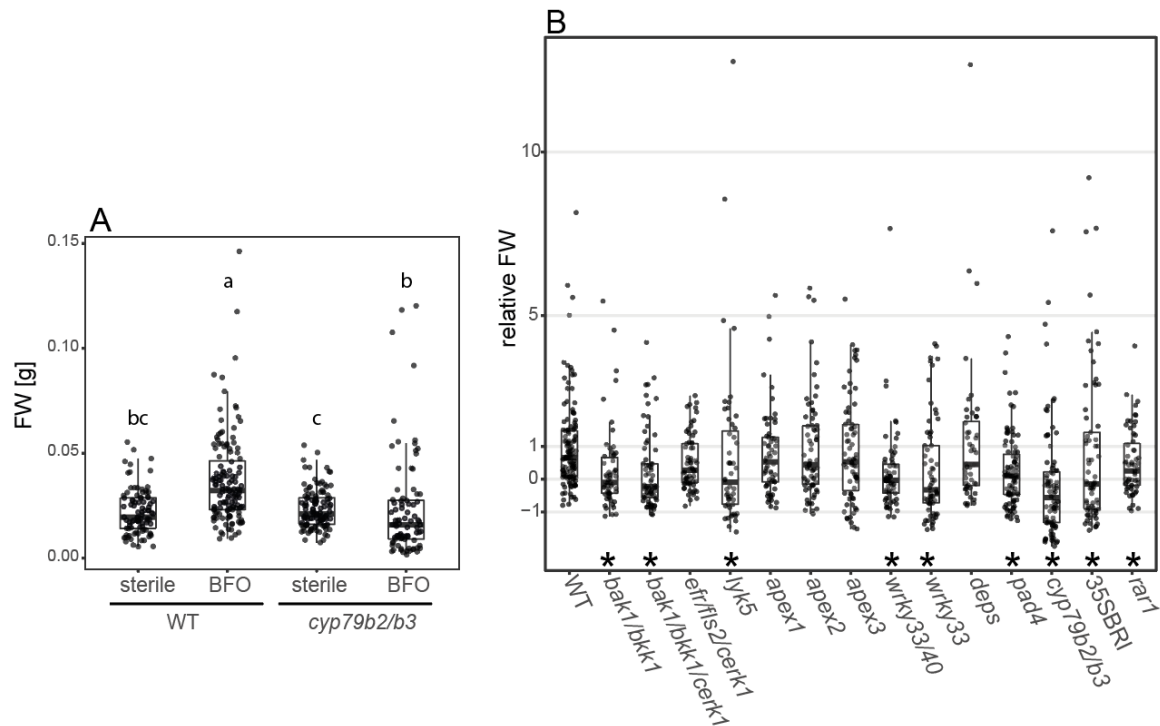 A
FW [g]
0.15
0.10
0.05
0.00
bc
a
c
b
sterile BFO sterile BFO
WT cyp79b2/b3
B
relative FW
10
5
1
0
−1
* * * * * * * * *
WT
bak1/bkk1
bak1/bkk1/cerk1
efr/fls2/cerk1
lyk5
apex1
apex2
apex3
wrky33/40
wrky33
deps
pad4
cyp79b2/b3
35SBRI
rar1